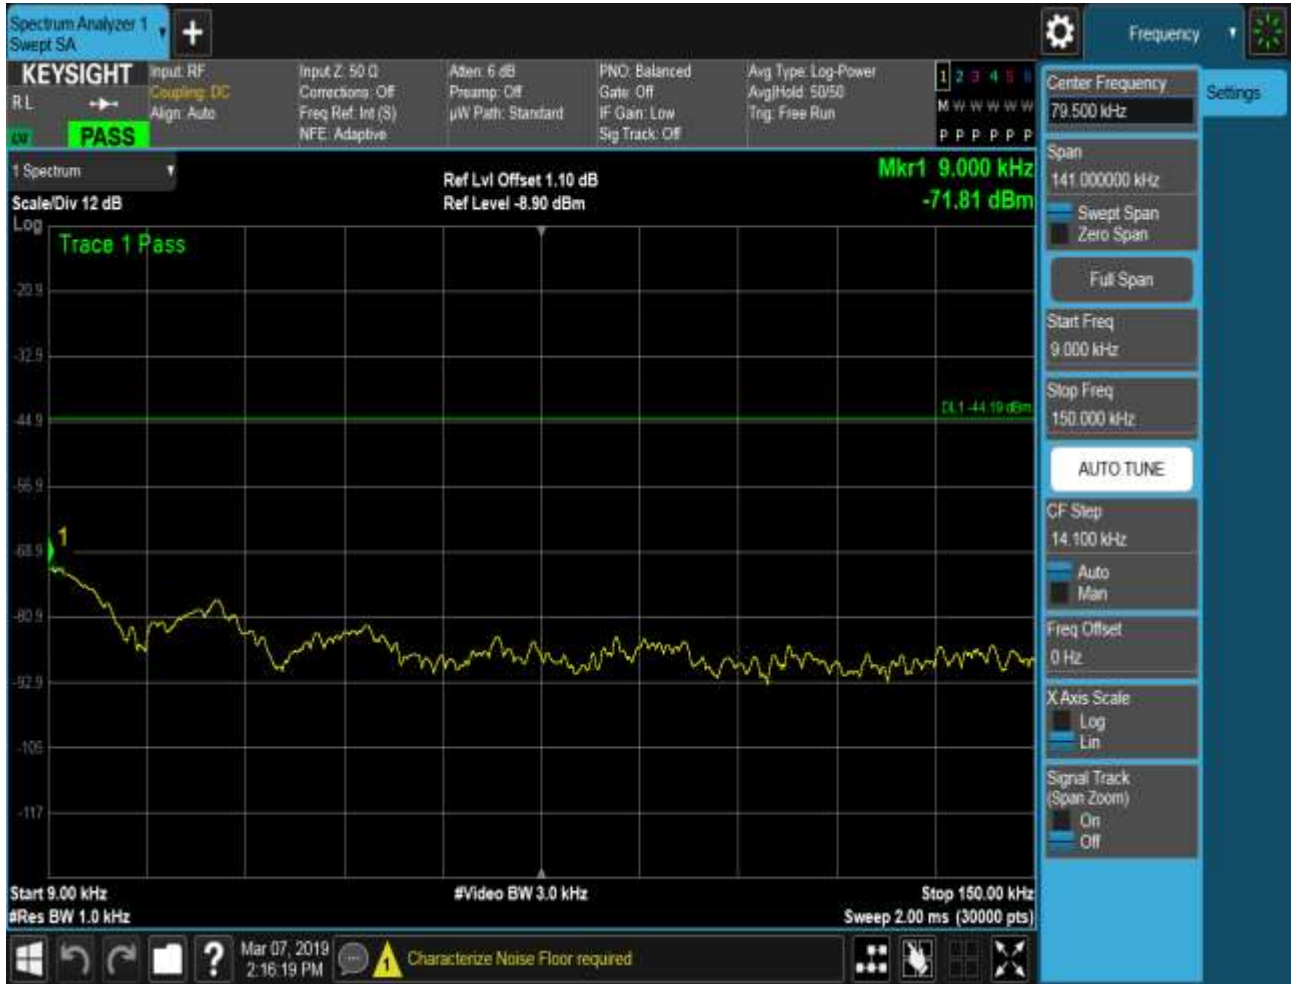 Spectrum Analyzer 1
Swept SA
Frequency
KEYSIGHT
R L
LXI
PASS
Input: RF
Coupling: DC
Align: Auto
Input Z: 50 Ω
Corrections: Off
Freq Ref: Int (S)
NFE: Adaptive
Atten: 6 dB
Preamp: Off
µW Path: Standard
PNO: Balanced
Gate: Off
IF Gain: Low
Sig Track: Off
Avg Type: Log-Power
Avg|Hold: 50/50
Trig: Free Run
1 2 3 4 5 6
M W W W W W
P P P P P P
1 Spectrum
Scale/Div 12 dB
Log
Ref Lvl Offset 1.10 dB
Ref Level -8.90 dBm
Mkr1 9.000 kHz
-71.81 dBm
Trace 1 Pass
-20.9
-32.9
-44.9
-56.9
-68.9
-80.9
-92.9
-105
-117
DL1 -44.19 dBm
1
Start 9.00 kHz
#Res BW 1.0 kHz
#Video BW 3.0 kHz
Stop 150.00 kHz
Sweep 2.00 ms (30000 pts)
Mar 07, 2019
2:16:19 PM
?
1
Characterize Noise Floor required
Center Frequency
79.500 kHz
Span
141.000000 kHz
Swept Span
Zero Span
Full Span
Start Freq
9.000 kHz
Stop Freq
150.000 kHz
AUTO TUNE
CF Step
14.100 kHz
Auto
Man
Freq Offset
0 Hz
X Axis Scale
Log
Lin
Signal Track
(Span Zoom)
On
Off
Settings